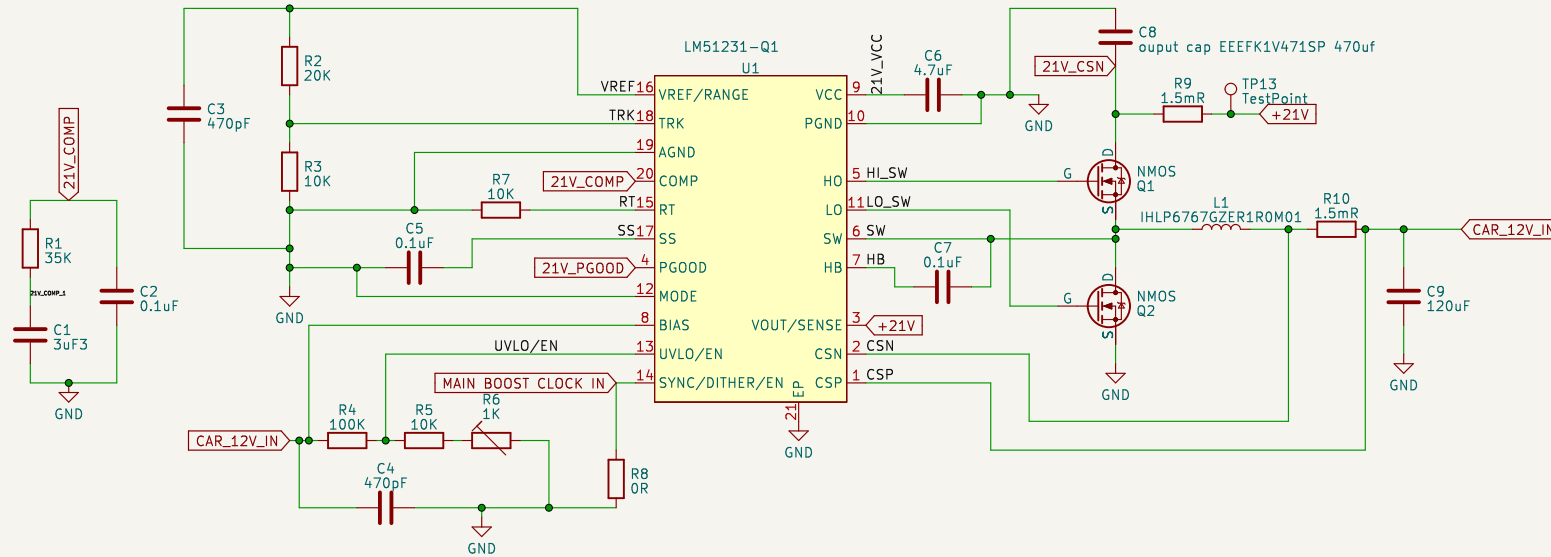 LM51231-Q1
U1
C8
ouput cap EEEFK1V471SP 470uf
21V_VCC
C6
4.7uF
21V_CSN
R2
20K
VREF 16 VREF/RANGE
VCC 9
R9
1.5mR
TP13
TestPoint
+21V
C3
470pF
GND
TRK 18 TRK
PGND 10
21V_COMP
19 AGND
R3
10K
D
NMOS
Q1
G
S
R7
10K
21V_COMP
20 COMP
HO 5 HI_SW
RT 15 RT
LO 11 LO_SW
L1
IHLP6767GZER1R0M01
R10
1.5mR
CAR_12V_IN
R1
35K
C5
0.1uF
SS 17 SS
SW 6 SW
C7
0.1uF
21V_PGOOD
4 PGOOD
HB 7 HB
D
NMOS
Q2
G
S
21V_COMP_1
C2
0.1uF
12 MODE
C9
120uF
GND
C1
3uF3
8 BIAS
VOUT/SENSE 3
+21V
UVLO/EN
13 UVLO/EN
CSN 2 CSN
MAIN BOOST CLOCK IN
14 SYNC/DITHER/EN
CSP 1 CSP
EP
21
GND
GND
GND
GND
R4
100K
R5
10K
R6
1K
CAR_12V_IN
C4
470pF
R8
0R
GND